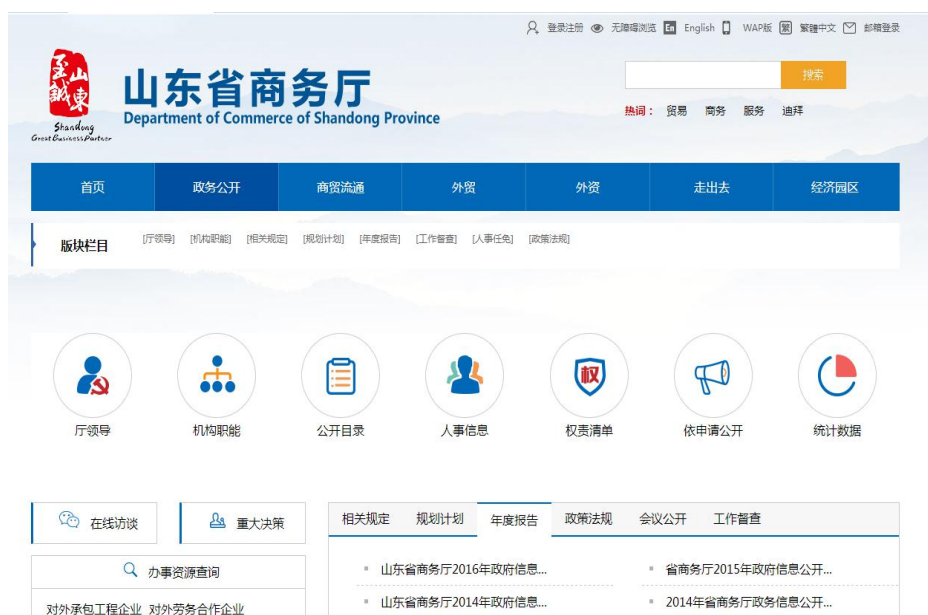 登录注册 无障碍浏览 En English WAP版 繁 繁體中文 邮箱登录
至誠山東
Shandong
Great Business Partner
山东省商务厅
Department of Commerce of Shandong Province
搜索
热词： 贸易 商务 服务 迪拜
首页 政务公开 商贸流通 外贸 外资 走出去 经济园区
版块栏目 [厅领导] [机构职能] [相关规定] [规划计划] [年度报告] [工作督查] [人事任免] [政策法规]
权
厅领导 机构职能 公开目录 人事信息 权责清单 依申请公开 统计数据
在线访谈 重大决策
相关规定 规划计划 年度报告 政策法规 会议公开 工作督查
办事资源查询
山东省商务厅2016年政府信息... 省商务厅2015年政府信息公开...
对外承包工程企业 对外劳务合作企业
山东省商务厅2014年政府信息... 2014年省商务厅政务信息公开...